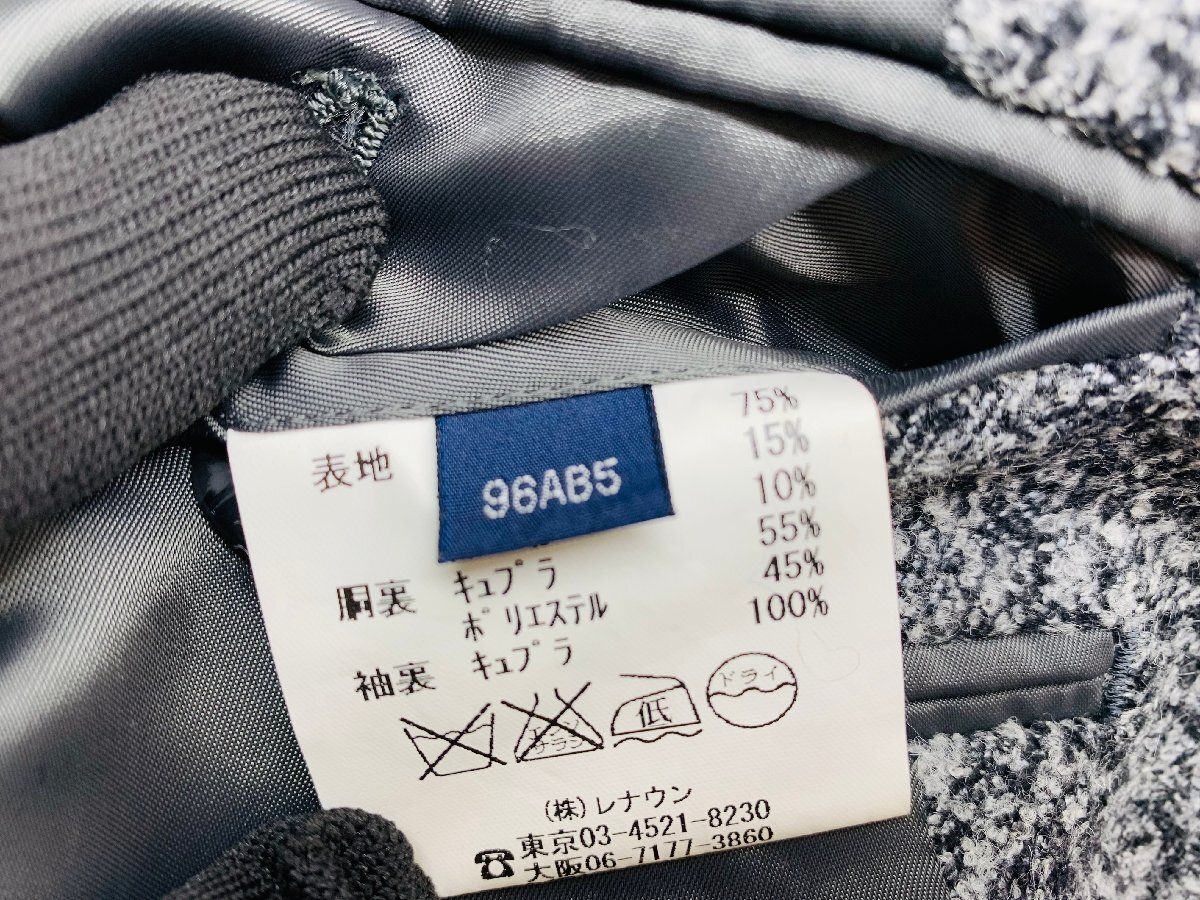 表地 75%
96AB5 15%
10%
胴裏 キュプラ 55%
ポリエステル 45%
袖裏 キュプラ 100%
低 ドライ
(株)レナウン
東京03-4521-8230
大阪06-7177-3860